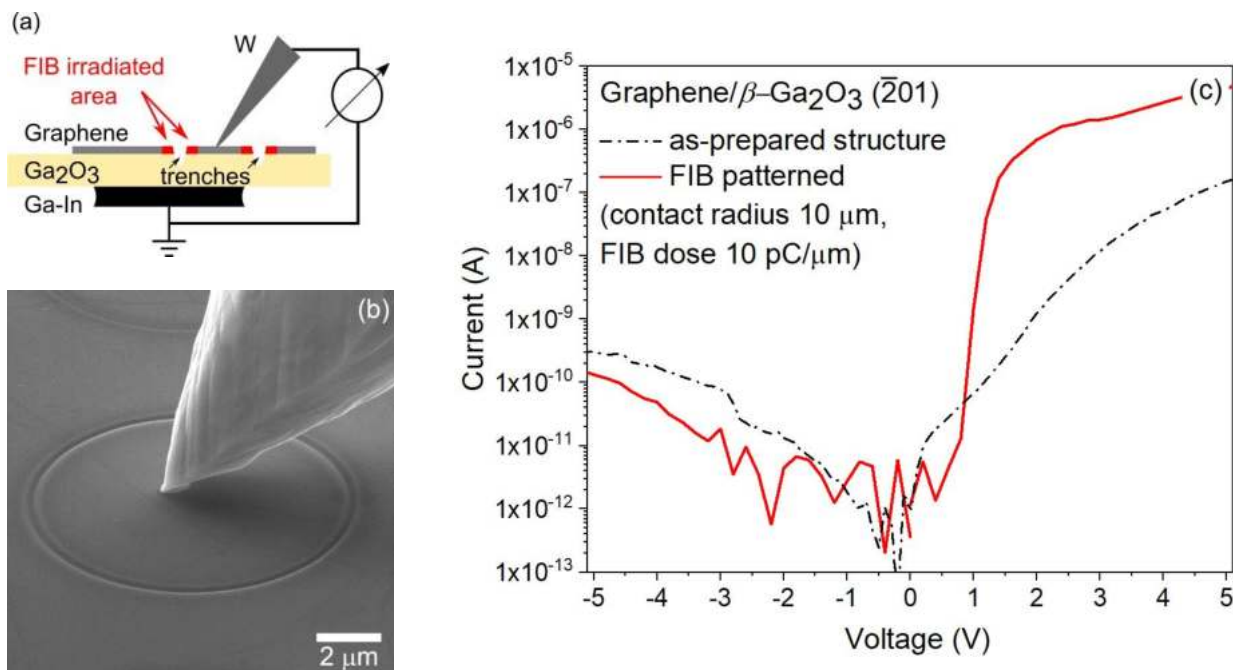 (a)
W
FIB irradiated
area
Graphene
Ga2O3
trenches
Ga-In
(b)
2 μm
(c)
Graphene/β–Ga₂O₃ (2̅01)
as-prepared structure
FIB patterned
(contact radius 10 μm,
FIB dose 10 pC/μm)
Current (A)
1x10⁻⁵
1x10⁻⁶
1x10⁻⁷
1x10⁻⁸
1x10⁻⁹
1x10⁻¹⁰
1x10⁻¹¹
1x10⁻¹²
1x10⁻¹³
-5 -4 -3 -2 -1 0 1 2 3 4 5
Voltage (V)